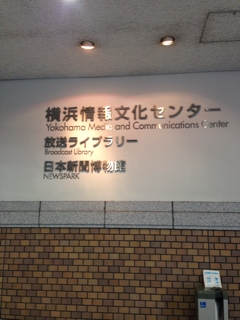 横浜情報文化センター
Yokohama Media and Communications Center
放送ライブラリー
Broadcast Library
日本新聞博物館
NEWSPARK